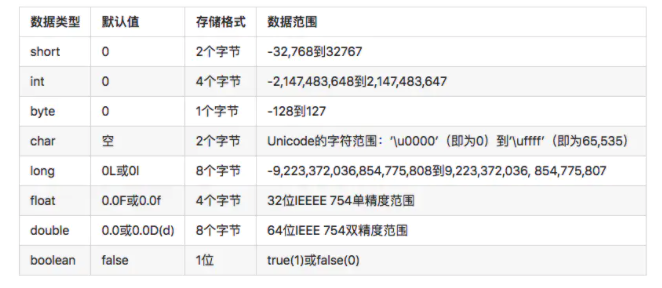 数据类型 默认值 存储格式 数据范围
short 0 2个字节 -32,768到32767
int 0 4个字节 -2,147,483,648到2,147,483,647
byte 0 1个字节 -128到127
char 空 2个字节 Unicode的字符范围：'\u0000'（即为0）到'\uffff'（即为65,535）
long 0L或0l 8个字节 -9,223,372,036,854,775,808到9,223,372,036, 854,775,807
float 0.0F或0.0f 4个字节 32位IEEEE 754单精度范围
double 0.0或0.0D(d) 8个字节 64位IEEE 754双精度范围
boolean false 1位 true(1)或false(0)